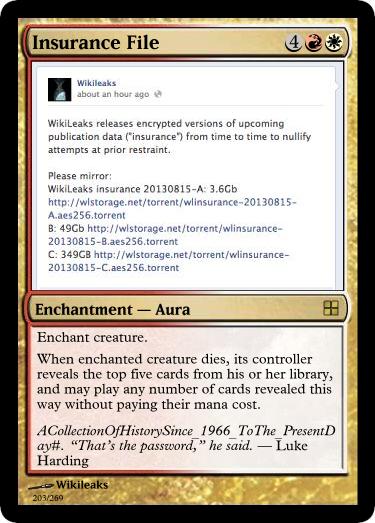 Insurance File 4
Wikileaks
about an hour ago
WikiLeaks releases encrypted versions of upcoming
publication data ("insurance") from time to time to nullify
attempts at prior restraint.
Please mirror:
WikiLeaks insurance 20130815-A: 3.6Gb
http://wlstorage.net/torrent/wlinsurance-20130815-
A.aes256.torrent
B: 49Gb http://wlstorage.net/torrent/wlinsurance-
20130815-B.aes256.torrent
C: 349GB http://wlstorage.net/torrent/wlinsurance-
20130815-C.aes256.torrent
Enchantment — Aura
Enchant creature.
When enchanted creature dies, its controller
reveals the top five cards from his or her library,
and may play any number of cards revealed this
way without paying their mana cost.
ACollectionOfHistorySince_1966_ToThe_PresentD
ay#. "That's the password," he said. — Luke
Harding
Wikileaks
203/269